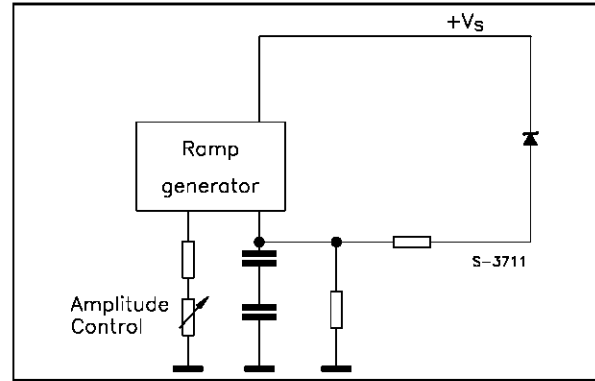 +VS
Ramp
generator
S-3711
Amplitude
Control